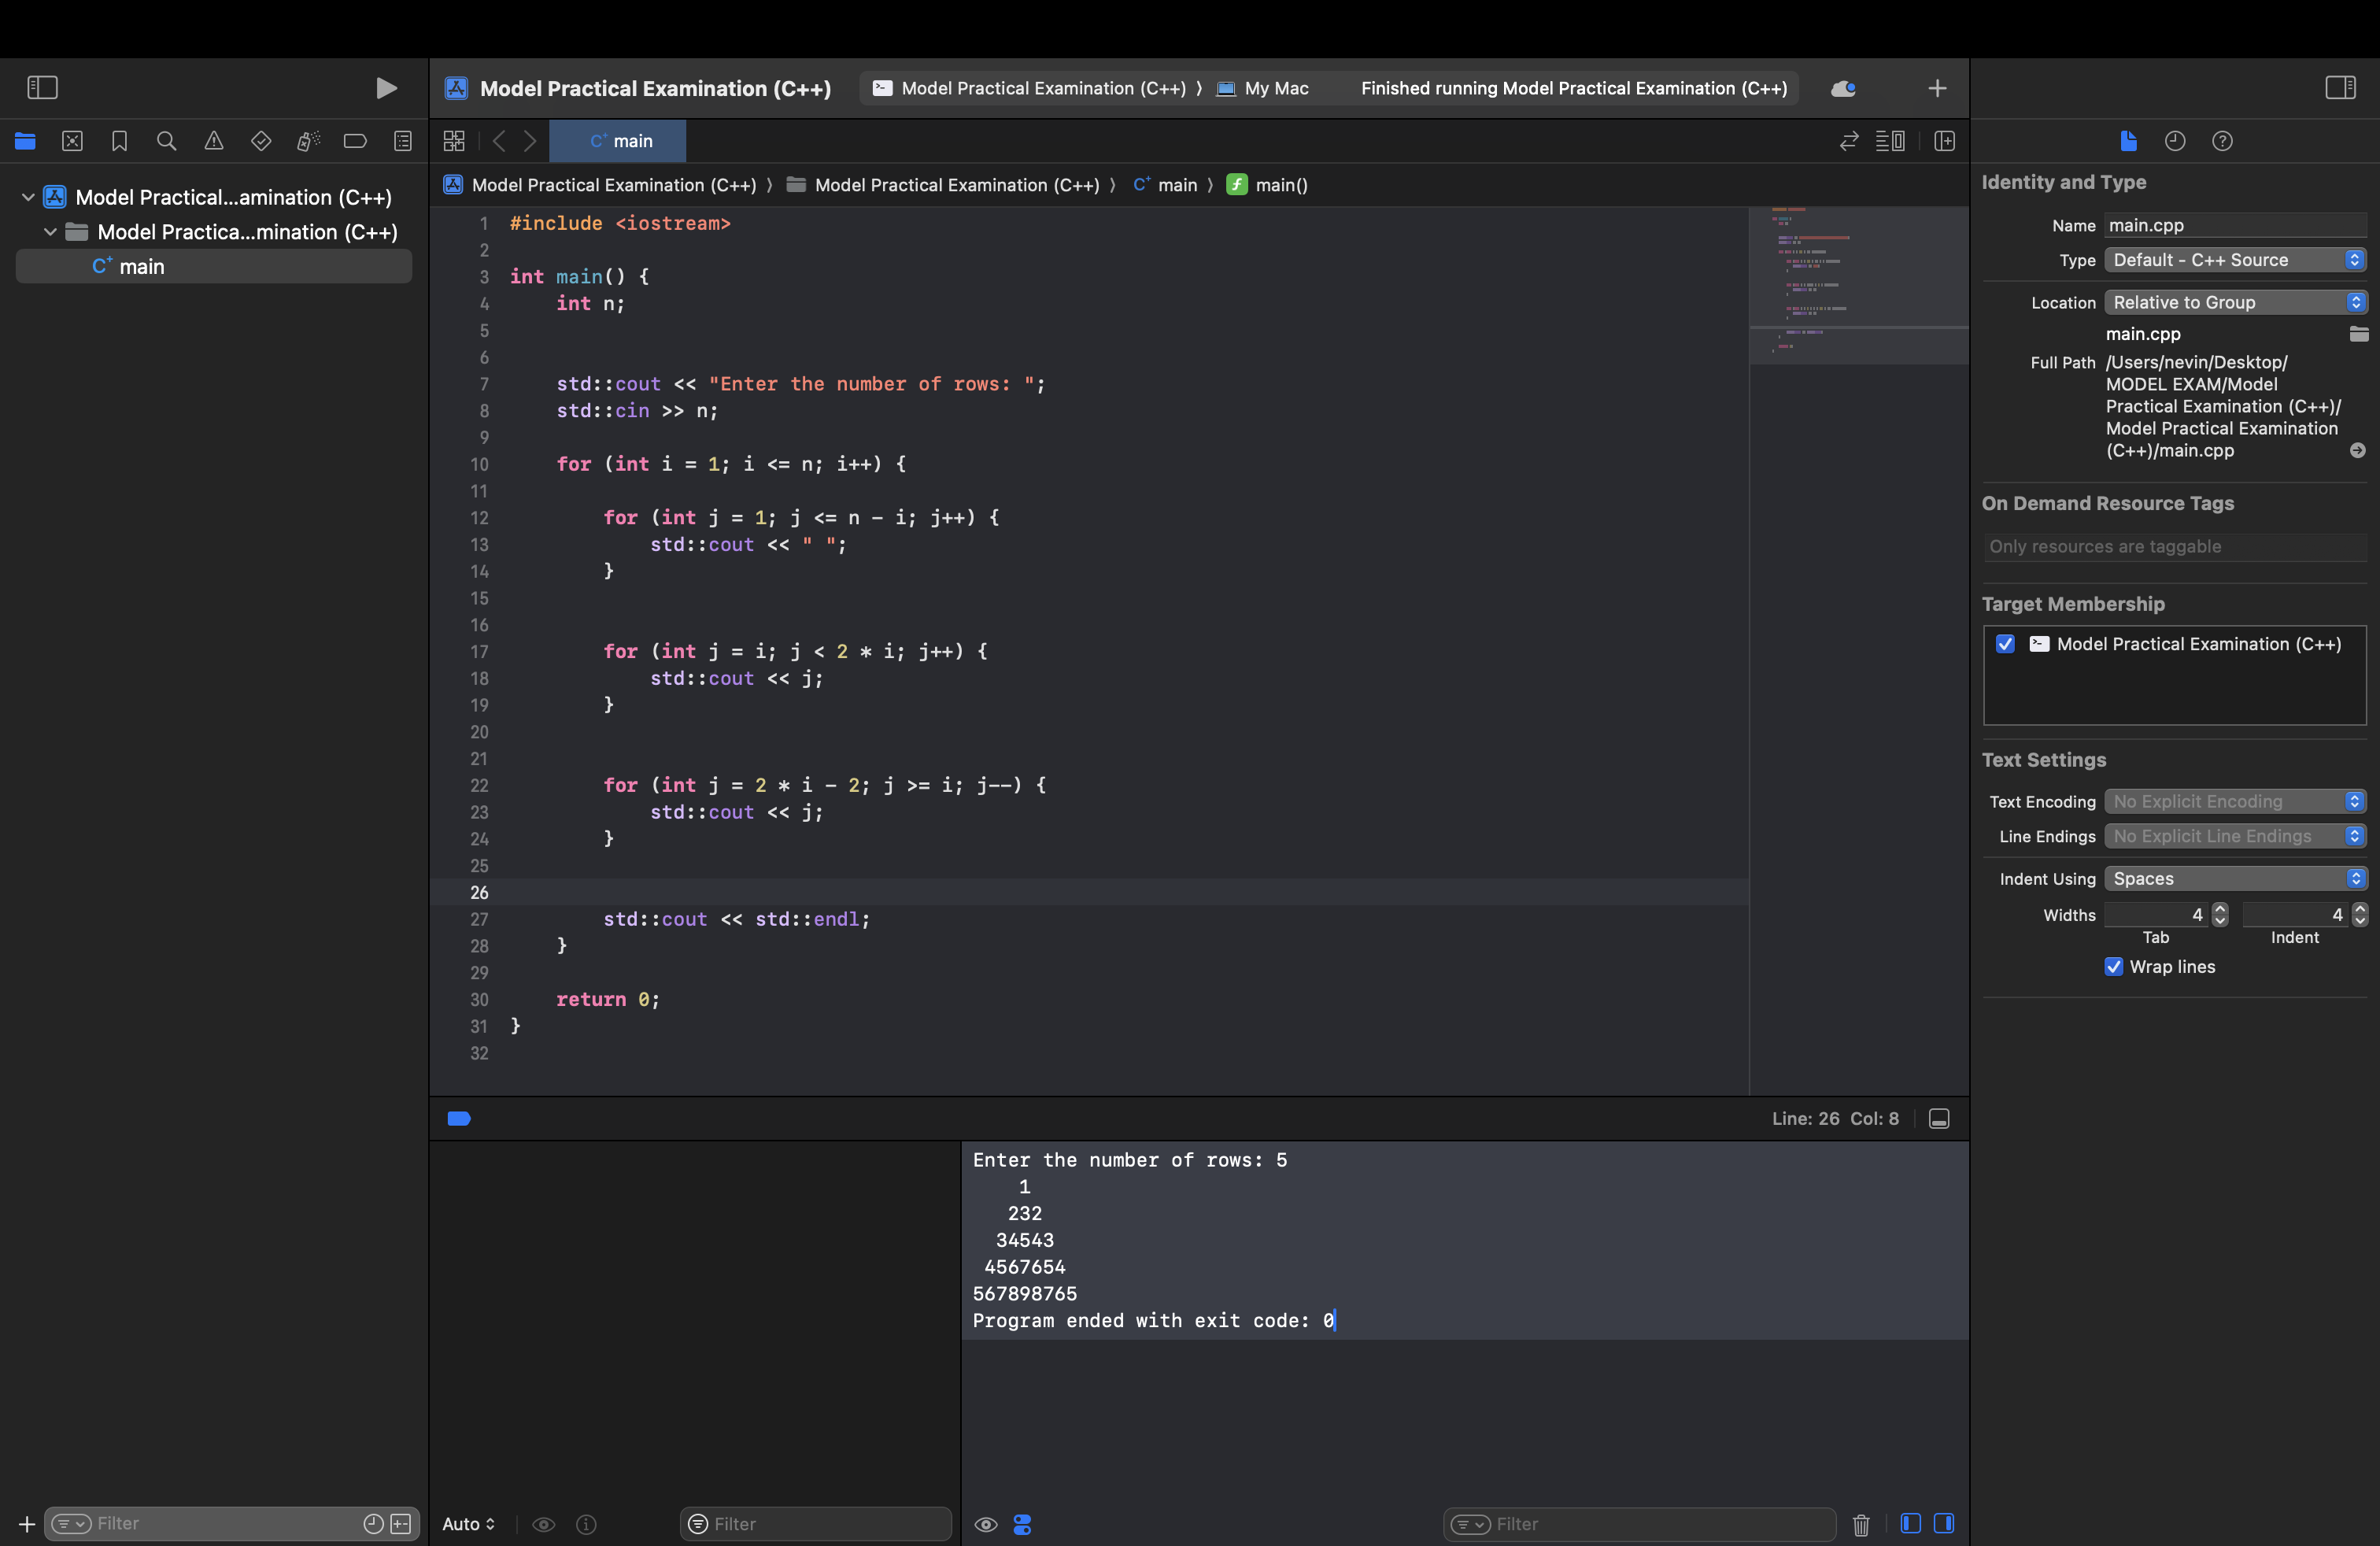 Model Practical Examination (C++)
Model Practical Examination (C++) ⟩ My Mac
Finished running Model Practical Examination (C++)
Model Practical...amination (C++)
Model Practica...mination (C++)
main
main
Model Practical Examination (C++) ⟩ Model Practical Examination (C++) ⟩ main ⟩ main()
1 #include <iostream>
2
3 int main() {
4     int n;
5
6
7     std::cout << "Enter the number of rows: ";
8     std::cin >> n;
9
10     for (int i = 1; i <= n; i++) {
11
12         for (int j = 1; j <= n - i; j++) {
13             std::cout << " ";
14         }
15
16
17         for (int j = i; j < 2 * i; j++) {
18             std::cout << j;
19         }
20
21
22         for (int j = 2 * i - 2; j >= i; j--) {
23             std::cout << j;
24         }
25
26
27         std::cout << std::endl;
28     }
29
30     return 0;
31 }
32
Line: 26 Col: 8
Enter the number of rows: 5
    1
   232
  34543
 4567654
567898765
Program ended with exit code: 0
Filter
Auto
Filter
Filter
Identity and Type
Name main.cpp
Type Default - C++ Source
Location Relative to Group
main.cpp
Full Path /Users/nevin/Desktop/
MODEL EXAM/Model
Practical Examination (C++)/
Model Practical Examination
(C++)/main.cpp
On Demand Resource Tags
Only resources are taggable
Target Membership
Model Practical Examination (C++)
Text Settings
Text Encoding No Explicit Encoding
Line Endings No Explicit Line Endings
Indent Using Spaces
Widths 4 4
Tab Indent
Wrap lines